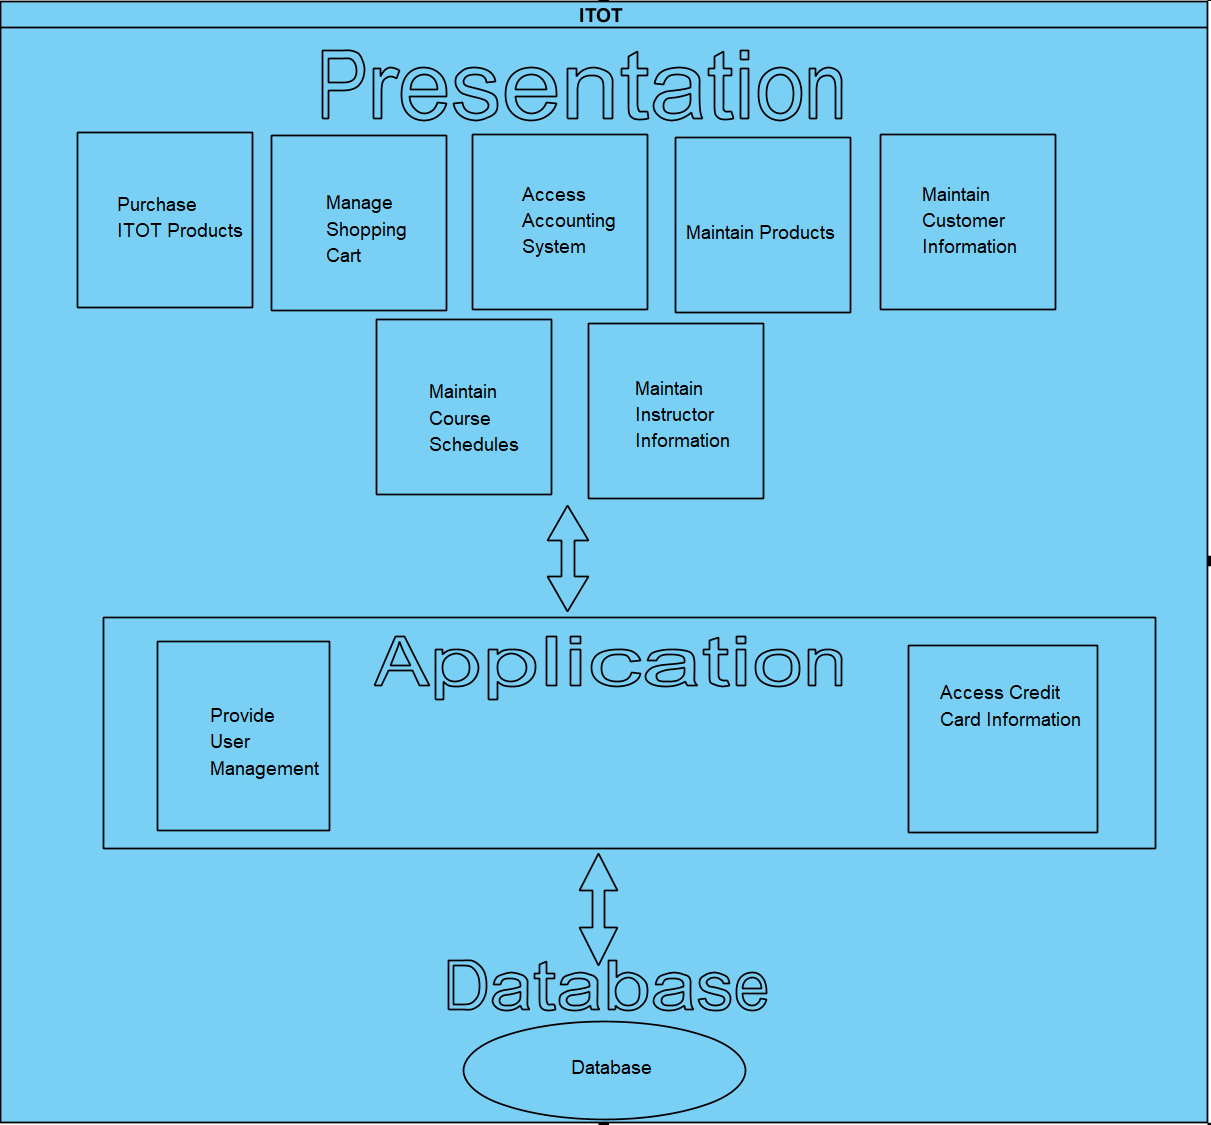 ITOT
Presentation
Purchase
ITOT Products
Manage
Shopping
Cart
Access
Accounting
System
Maintain Products
Maintain
Customer
Information
Maintain
Course
Schedules
Maintain
Instructor
Information
Application
Provide
User
Management
Access Credit
Card Information
Database
Database